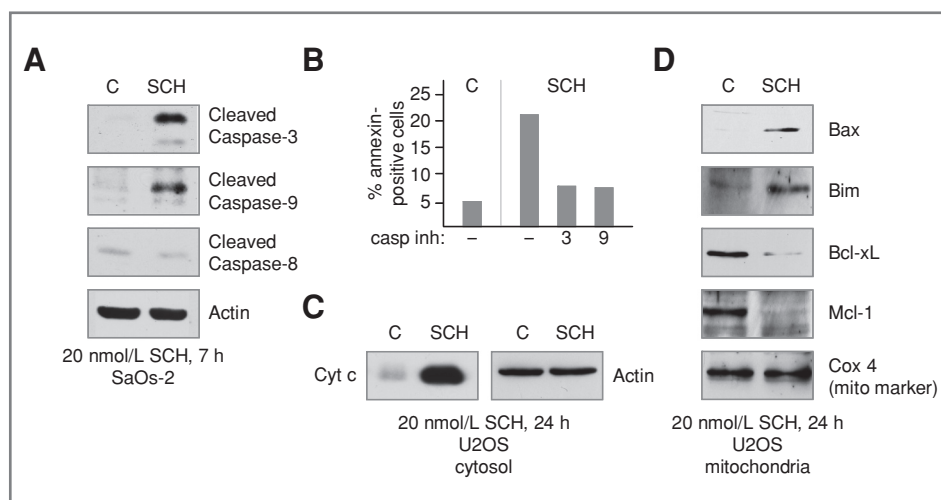 A
C SCH
Cleaved
Caspase-3
Cleaved
Caspase-9
Cleaved
Caspase-8
Actin
20 nmol/L SCH, 7 h
SaOs-2
B
C SCH
% annexin-
positive cells
25
20
15
10
5
casp inh: – – 3 9
C
C SCH C SCH
Cyt c Actin
20 nmol/L SCH, 24 h
U2OS
cytosol
D
C SCH
Bax
Bim
Bcl-xL
Mcl-1
Cox 4
(mito marker)
20 nmol/L SCH, 24 h
U2OS
mitochondria